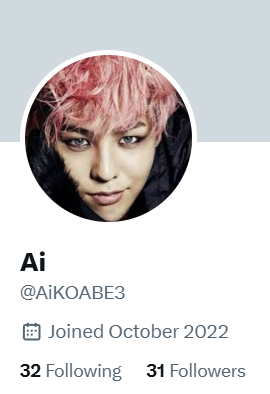 Ai
@AiKOABE3
Joined October 2022
32 Following 31 Followers